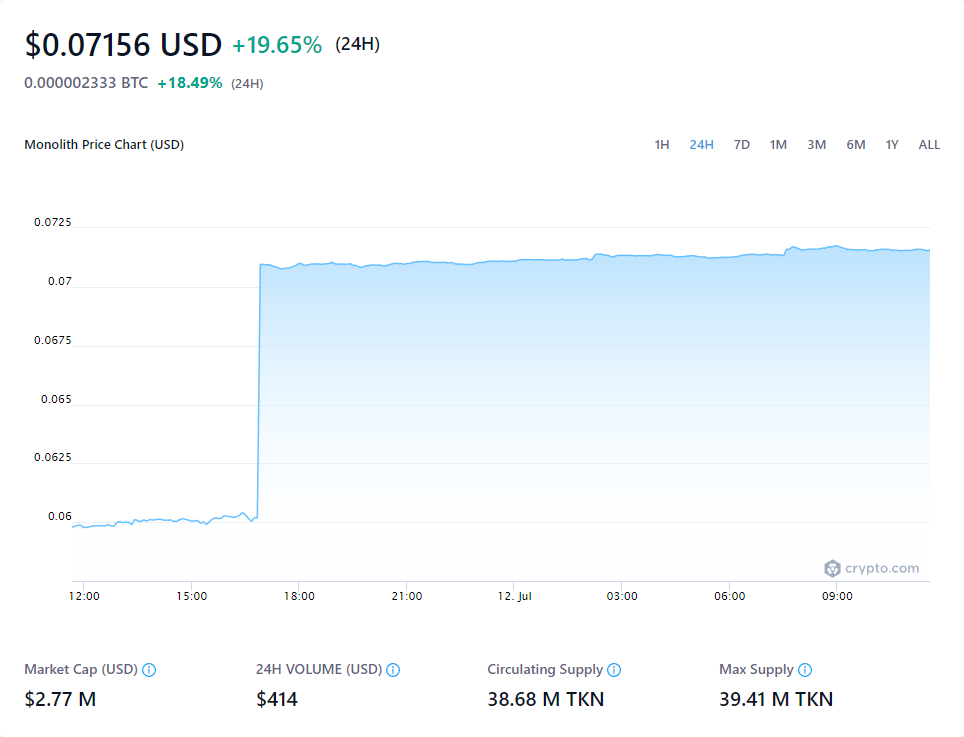 $0.07156 USD +19.65% (24H)
0.000002333 BTC +18.49% (24H)
Monolith Price Chart (USD) 1H 24H 7D 1M 3M 6M 1Y ALL
0.0725
0.07
0.0675
0.065
0.0625
0.06
crypto.com
12:00 15:00 18:00 21:00 12. Jul 03:00 06:00 09:00
Market Cap (USD) 24H VOLUME (USD) Circulating Supply Max Supply
$2.77 M $414 38.68 M TKN 39.41 M TKN